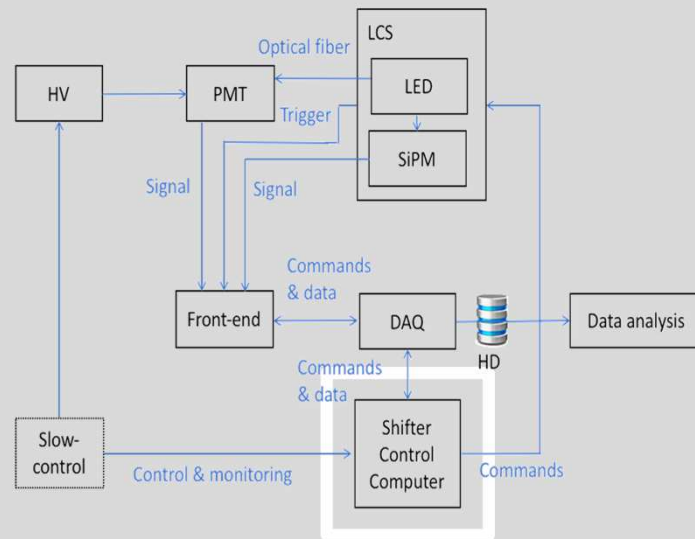 LCS
Optical fiber
HV
PMT
LED
Trigger
SiPM
Signal
Signal
Commands
& data
Front-end
DAQ
HD
Data analysis
Commands
& data
Slow-
control
Shifter
Control
Computer
Control & monitoring
Commands